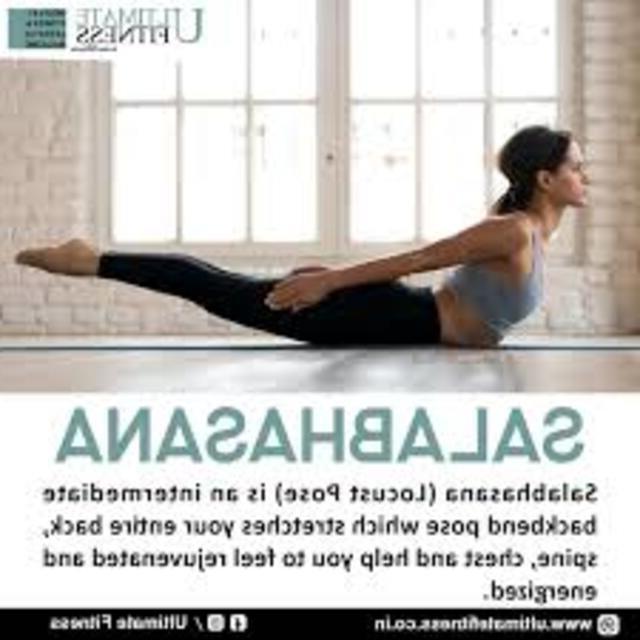 ULTIMATE
FITNESS
SALABHASANA
Salabhasana (Locust Pose) is an intermediate
backbend pose which stretches your entire back,
spine, chest and help you to feel rejuvenated and
energized.
www.ultimatefitness.co.in
/ Ultimate Fitness